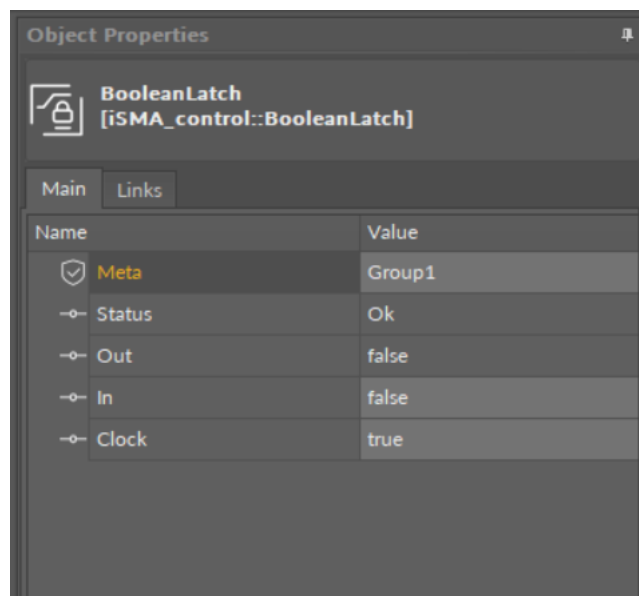 Object Properties
BooleanLatch
[iSMA_control::BooleanLatch]
Main Links
Name Value
Meta Group1
Status Ok
Out false
In false
Clock true